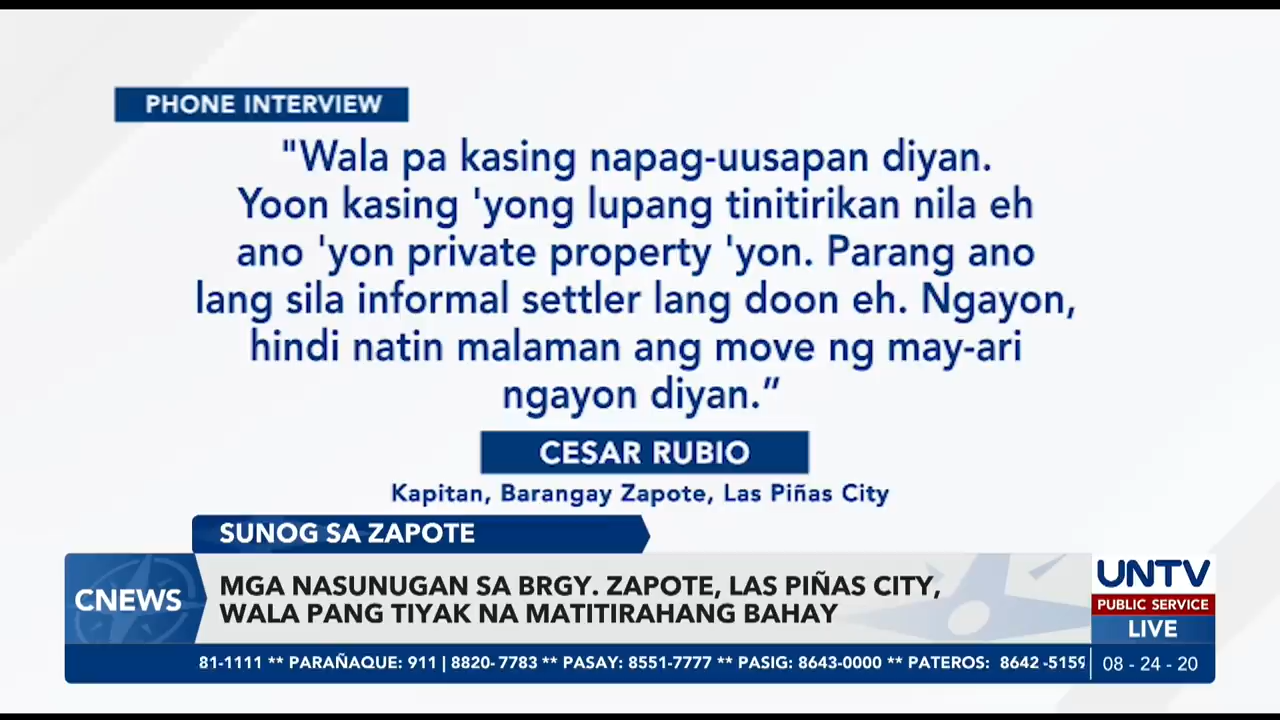 PHONE INTERVIEW
"Wala pa kasing napag-uusapan diyan.
Yoon kasing 'yong lupang tinitirikan nila eh
ano 'yon private property 'yon. Parang ano
lang sila informal settler lang doon eh. Ngayon,
hindi natin malaman ang move ng may-ari
ngayon diyan.”
CESAR RUBIO
Kapitan, Barangay Zapote, Las Piñas City
SUNOG SA ZAPOTE
CNEWS
MGA NASUNUGAN SA BRGY. ZAPOTE, LAS PIÑAS CITY,
WALA PANG TIYAK NA MATITIRAHANG BAHAY
UNTV
PUBLIC SERVICE
LIVE
81-1111 ** PARAÑAQUE: 911 | 8820- 7783 ** PASAY: 8551-7777 ** PASIG: 8643-0000 ** PATEROS: 8642 -5159
08 - 24 - 20